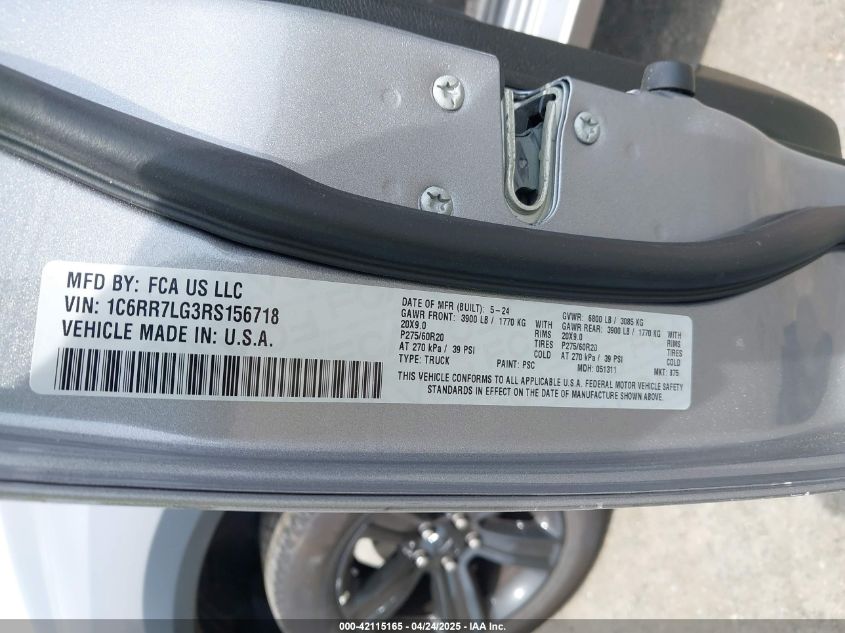 MFD BY: FCA US LLC
VIN: 1C6RR7LG3RS156718
VEHICLE MADE IN: U.S.A.
DATE OF MFR (BUILT): 5-24
GAWR FRONT: 3900 LB / 1770 KG WITH
20X9.0 RIMS
P275/60R20 TIRES
AT 270 kPa / 39 PSI COLD
TYPE: TRUCK PAINT: PSC
GVWR: 6800 LB / 3085 KG
GAWR REAR: 3900 LB / 1770 KG WITH
20X9.0 RIMS
P275/60R20 TIRES
AT 270 kPa / 39 PSI COLD
MDH: 051311 MKT: 875
THIS VEHICLE CONFORMS TO ALL APPLICABLE U.S.A. FEDERAL MOTOR VEHICLE SAFETY
STANDARDS IN EFFECT ON THE DATE OF MANUFACTURE SHOWN ABOVE.
000-42115165 - 04/24/2025 - IAA Inc.